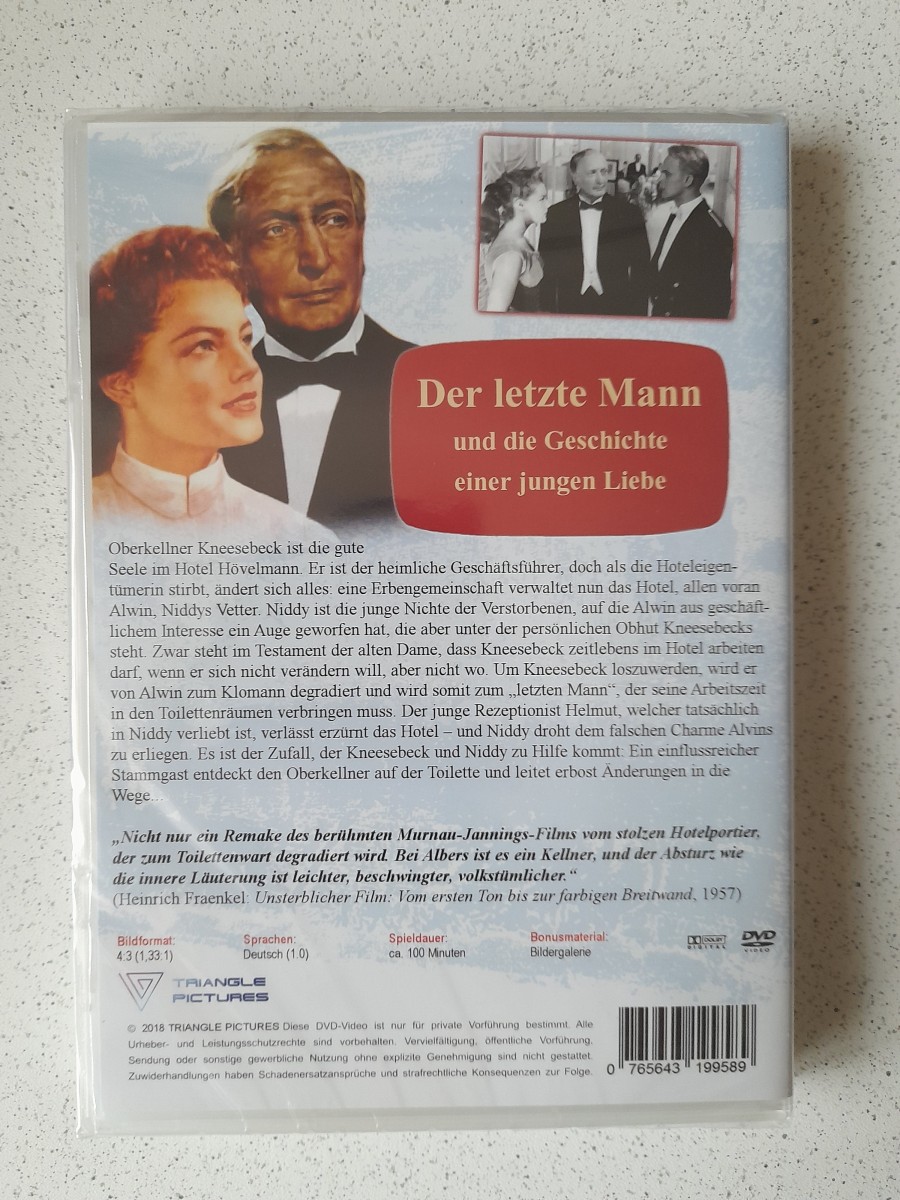 Der letzte Mann
und die Geschichte
einer jungen Liebe
Oberkellner Kneesebeck ist die gute
Seele im Hotel Hövelmann. Er ist der heimliche Geschäftsführer, doch als die Hoteleigen-
tümerin stirbt, ändert sich alles: eine Erbengemeinschaft verwaltet nun das Hotel, allen voran
Alwin, Niddys Vetter. Niddy ist die junge Nichte der Verstorbenen, auf die Alwin aus geschäft-
lichem Interesse ein Auge geworfen hat, die aber unter der persönlichen Obhut Kneesebecks
steht. Zwar steht im Testament der alten Dame, dass Kneesebeck zeitlebens im Hotel arbeiten
darf, wenn er sich nicht verändern will, aber nicht wo. Um Kneesebeck loszuwerden, wird er
von Alwin zum Klomann degradiert und wird somit zum „letzten Mann“, der seine Arbeitszeit
in den Toilettenräumen verbringen muss. Der junge Rezeptionist Helmut, welcher tatsächlich
in Niddy verliebt ist, verlässt erzürnt das Hotel – und Niddy droht dem falschen Charme Alvins
zu erliegen. Es ist der Zufall, der Kneesebeck und Niddy zu Hilfe kommt: Ein einflussreicher
Stammgast entdeckt den Oberkellner auf der Toilette und leitet erbost Änderungen in die
Wege...
„Nicht nur ein Remake des berühmten Murnau-Jannings-Films vom stolzen Hotelportier,
der zum Toilettenwart degradiert wird. Bei Albers ist es ein Kellner, und der Absturz wie
die innere Läuterung ist leichter, beschwingter, volkstümlicher.“
(Heinrich Fraenkel: Unsterblicher Film: Vom ersten Ton bis zur farbigen Breitwand, 1957)
Bildformat: Sprachen: Spieldauer: Bonusmaterial:
4:3 (1,33:1) Deutsch (1.0) ca. 100 Minuten Bildergalerie
DOLBY DIGITAL DVD VIDEO
TRIANGLE
PICTURES
© 2018 TRIANGLE PICTURES Diese DVD-Video ist nur für private Vorführung bestimmt. Alle
Urheber- und Leistungsschutzrechte sind vorbehalten. Vervielfältigung, öffentliche Vorführung,
Sendung oder sonstige gewerbliche Nutzung ohne explizite Genehmigung sind nicht gestattet.
Zuwiderhandlungen haben Schadenersatzansprüche und strafrechtliche Konsequenzen zur Folge.
0 765643 199589